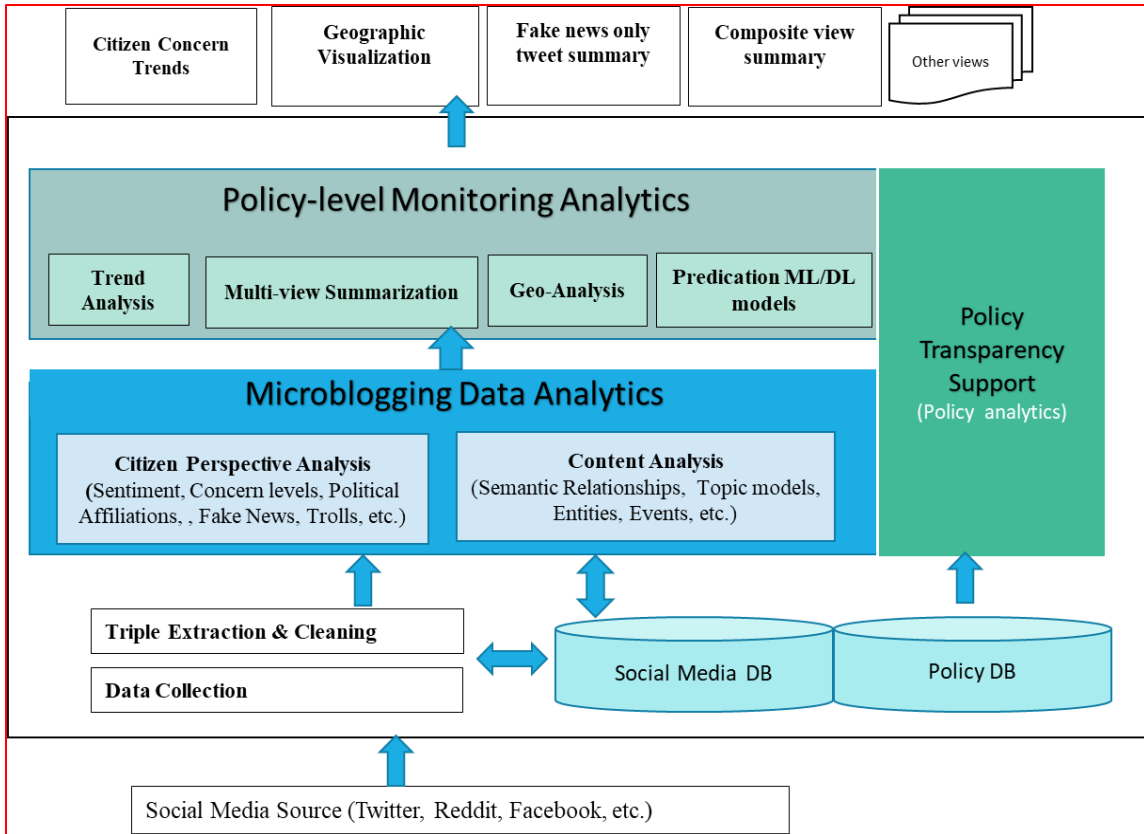 Citizen Concern
Trends
Geographic
Visualization
Fake news only
tweet summary
Composite view
summary
Other views
Policy-level Monitoring Analytics
Trend
Analysis
Multi-view Summarization
Geo-Analysis
Predication ML/DL
models
Policy
Transparency
Support
(Policy analytics)
Microblogging Data Analytics
Citizen Perspective Analysis
(Sentiment, Concern levels, Political
Affiliations, , Fake News, Trolls, etc.)
Content Analysis
(Semantic Relationships, Topic models,
Entities, Events, etc.)
Triple Extraction & Cleaning
Data Collection
Social Media DB
Policy DB
Social Media Source (Twitter, Reddit, Facebook, etc.)